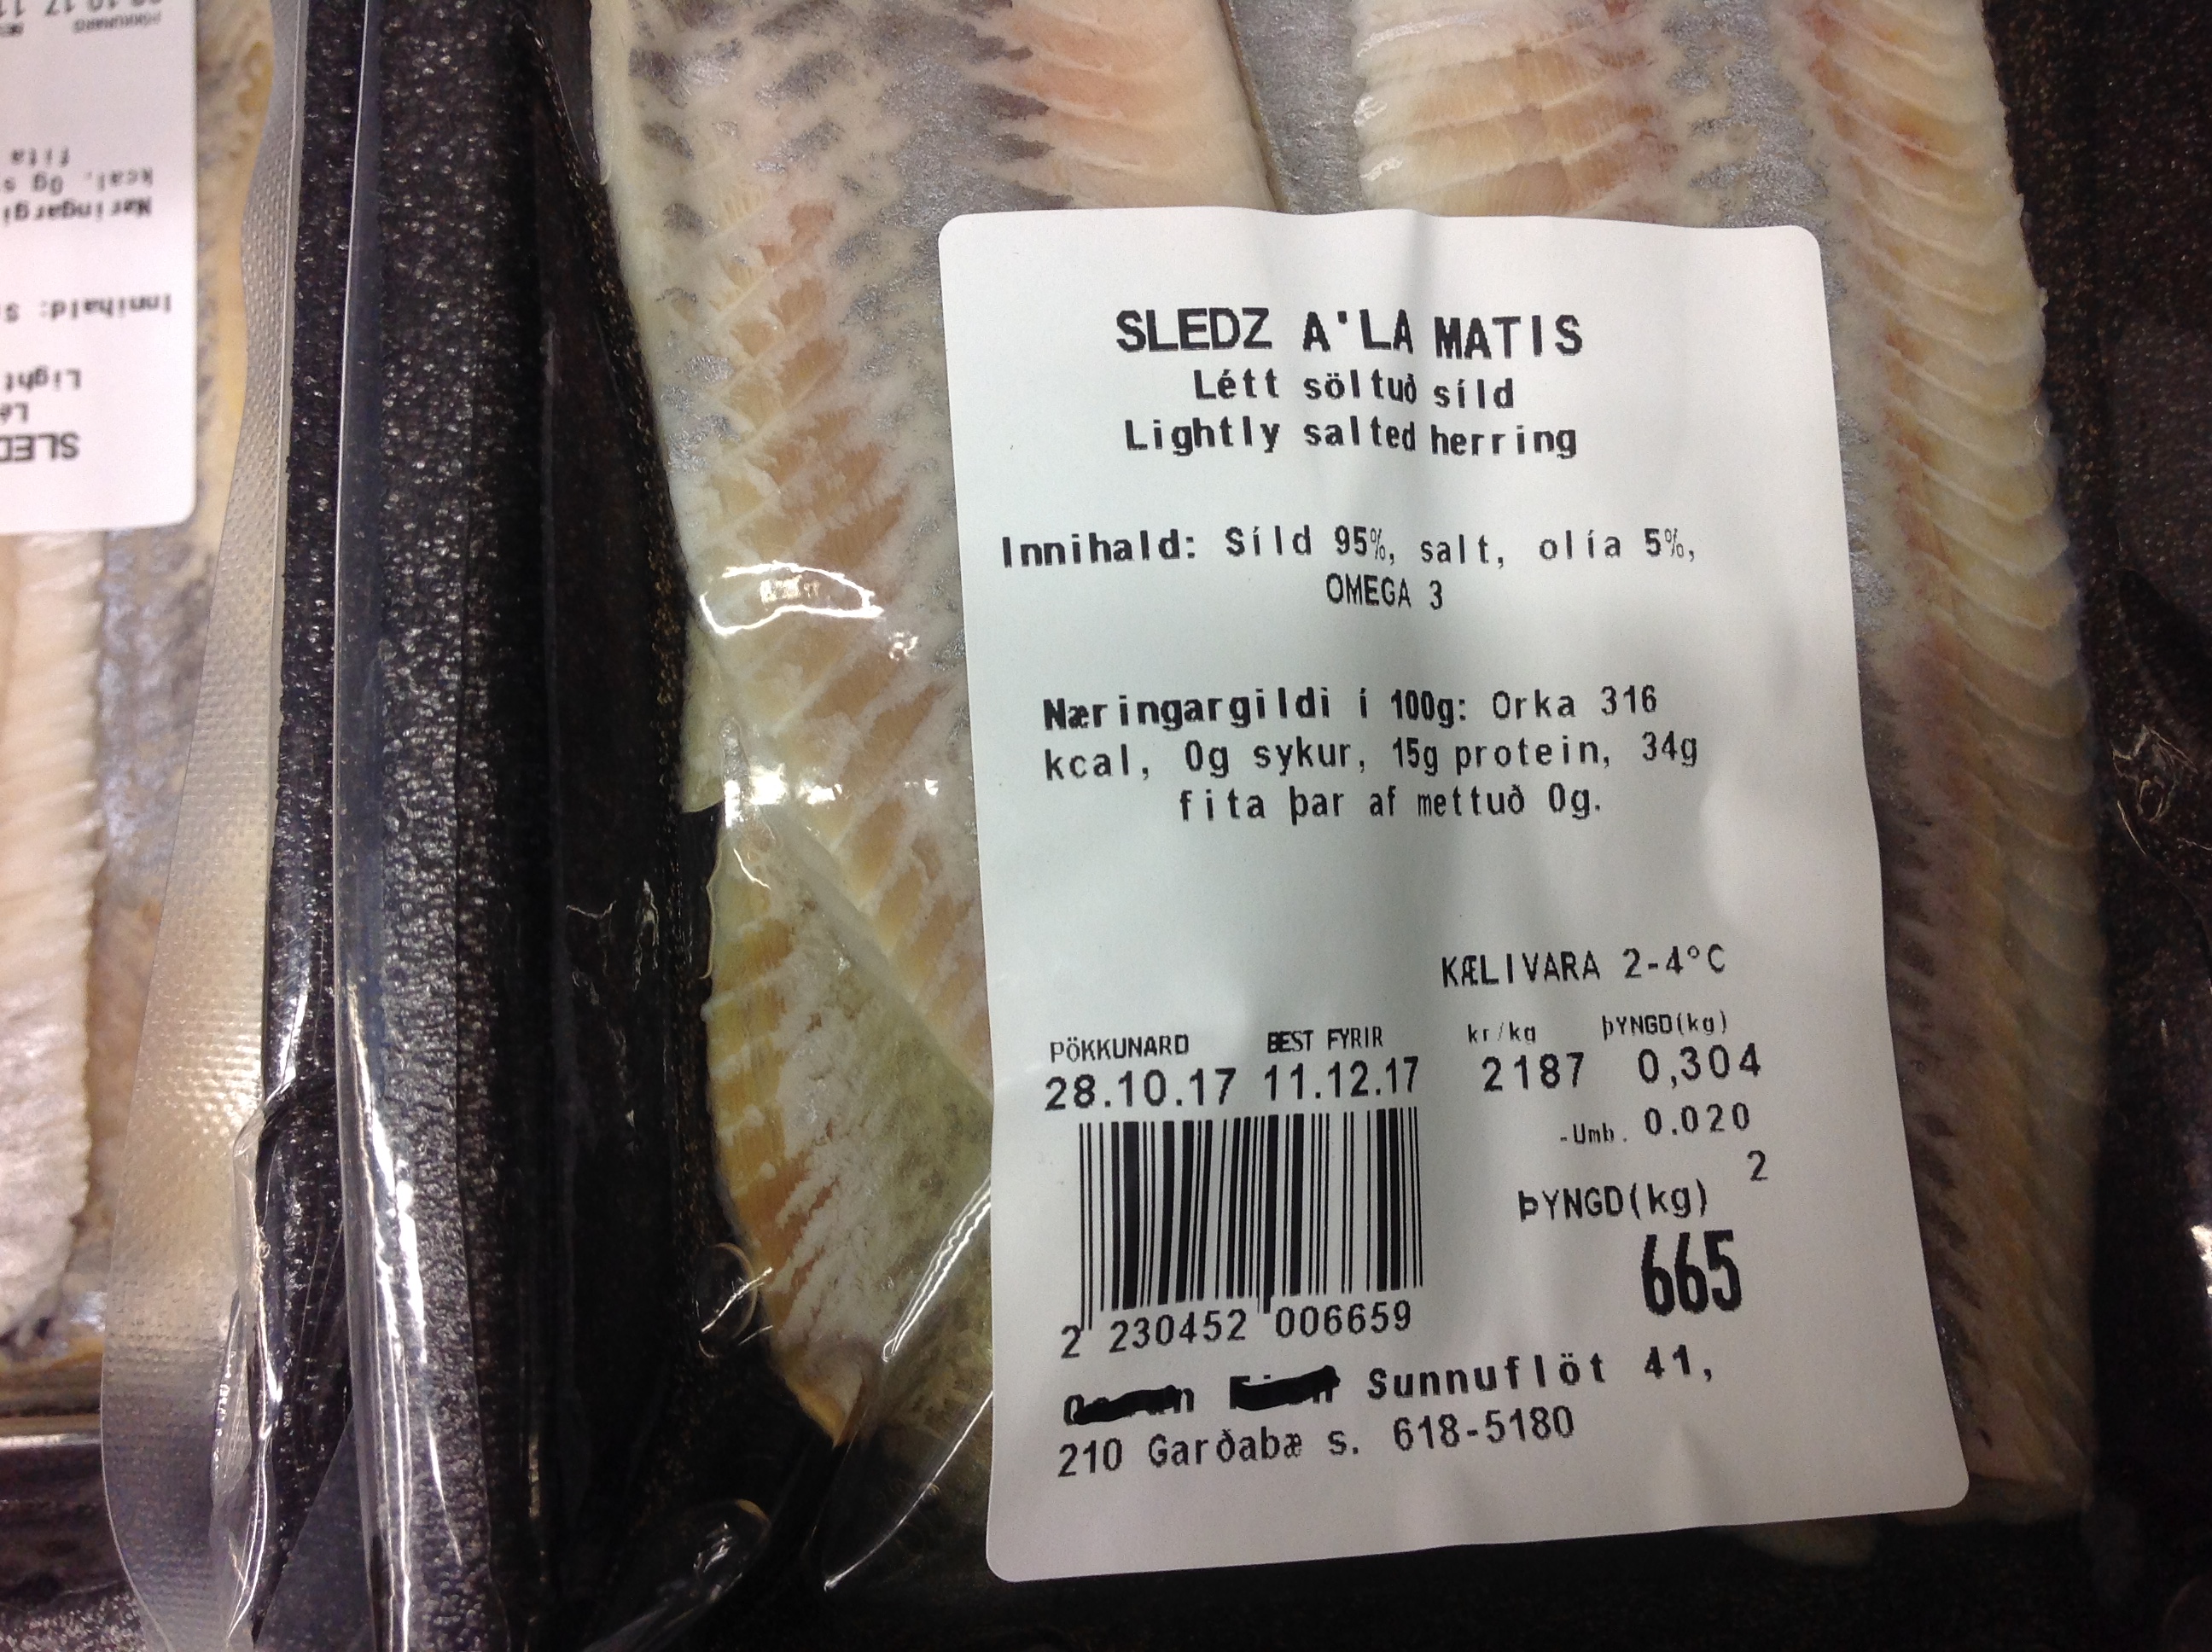 SLEDZ A'LA MATIS
Létt söltuð síld
Lightly salted herring
Innihald: Síld 95%, salt, olía 5%,
OMEGA 3
Næringargildi í 100g: Orka 316
kcal, 0g sykur, 15g protein, 34g
fita þar af mettuð 0g.
KÆLIVARA 2-4°C
PÖKKUNARD BEST FYRIR kr/kg ÞYNGD(kg)
28.10.17 11.12.17 2187 0,304
-Umb. 0.020
2
ÞYNGD(kg)
665
2 230452 006659
Sunnuflöt 41,
210 Garðabæ s. 618-5180
PÖKKUNARD
fita
kcal, 0g
Innihald: